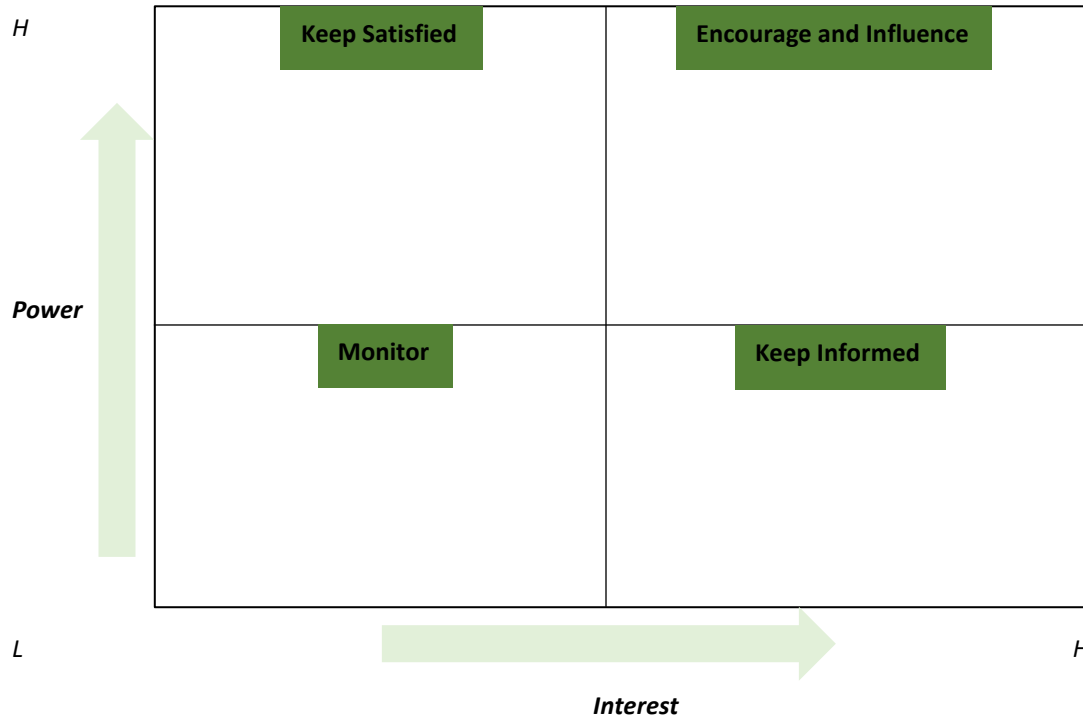 H
Keep Satisfied
Encourage and Influence
Power
Monitor
Keep Informed
L
H
Interest